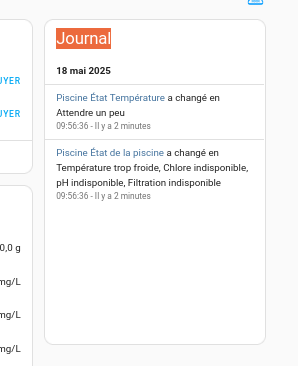 Journal
18 mai 2025
UYER
Piscine État Température a changé en
Attendre un peu
09:56:36 - Il y a 2 minutes
UYER
Piscine État de la piscine a changé en
Température trop froide, Chlore indisponible,
pH indisponible, Filtration indisponible
09:56:36 - Il y a 2 minutes
0,0 g
mg/L
mg/L
mg/L